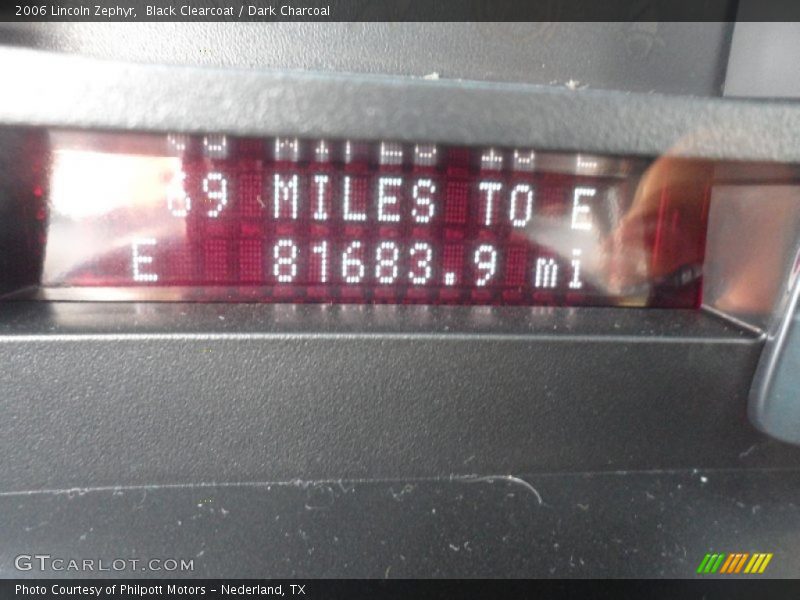 2006 Lincoln Zephyr,  Black Clearcoat / Dark Charcoal
69 MILES TO E
E 81683.9 mi
GTCARLOT.COM
Photo Courtesy of Philpott Motors – Nederland, TX